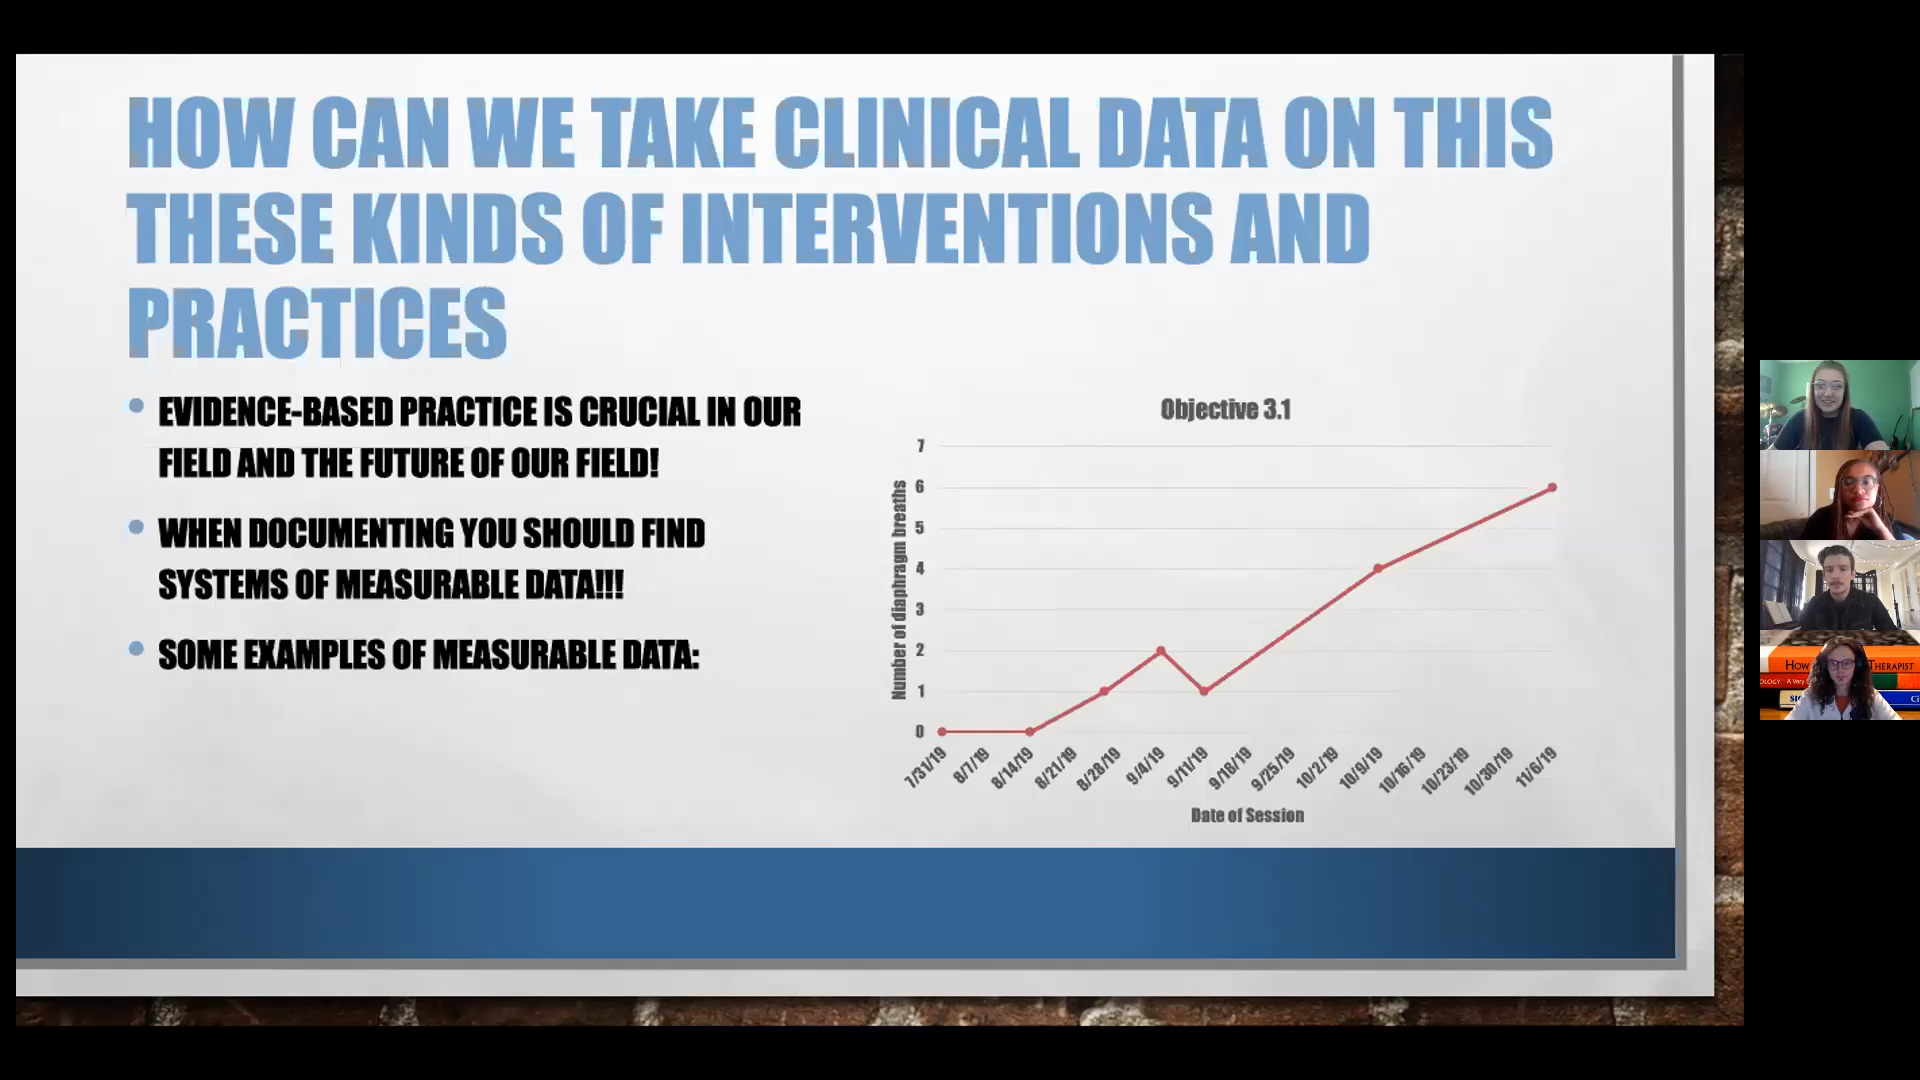 HOW CAN WE TAKE CLINICAL DATA ON THIS
THESE KINDS OF INTERVENTIONS AND
PRACTICES
EVIDENCE-BASED PRACTICE IS CRUCIAL IN OUR
FIELD AND THE FUTURE OF OUR FIELD!
WHEN DOCUMENTING YOU SHOULD FIND
SYSTEMS OF MEASURABLE DATA!!!
SOME EXAMPLES OF MEASURABLE DATA:
Objective 3.1
Number of diaphragm breaths
7
6
5
4
3
2
1
0
7/31/19
8/7/19
8/14/19
8/21/19
8/28/19
9/4/19
9/11/19
9/18/19
9/25/19
10/2/19
10/9/19
10/16/19
10/23/19
10/30/19
11/6/19
Date of Session
How THERAPIST